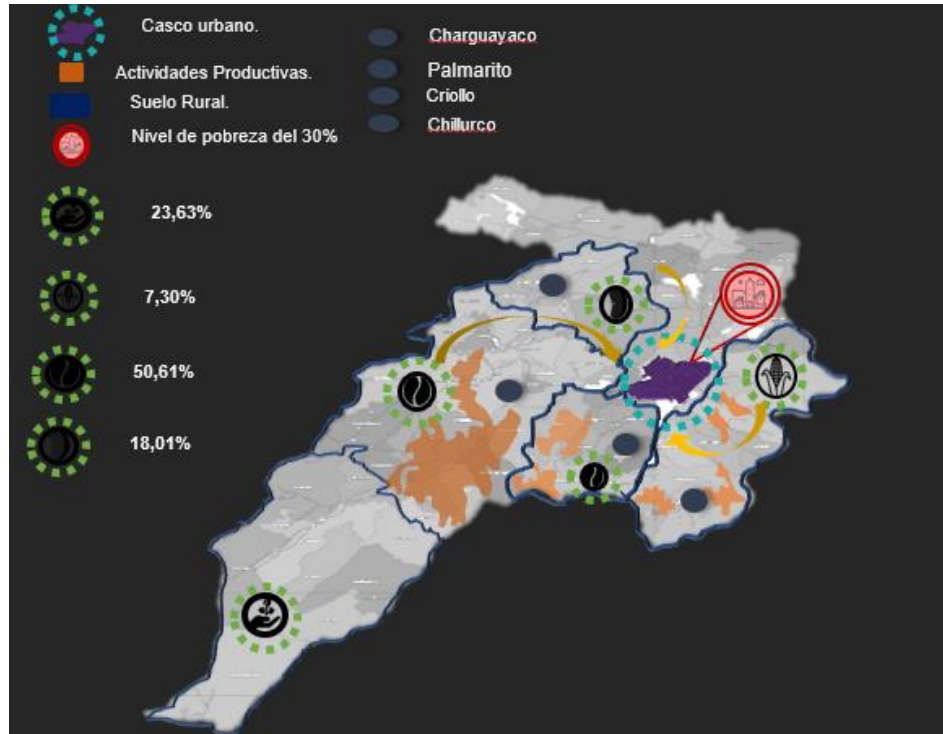 Casco urbano.
Actividades Productivas.
Suelo Rural.
Nivel de pobreza del 30%
23,63%
7,30%
50,61%
18,01%
Charguayaco
Palmarito
Criollo
Chillurco